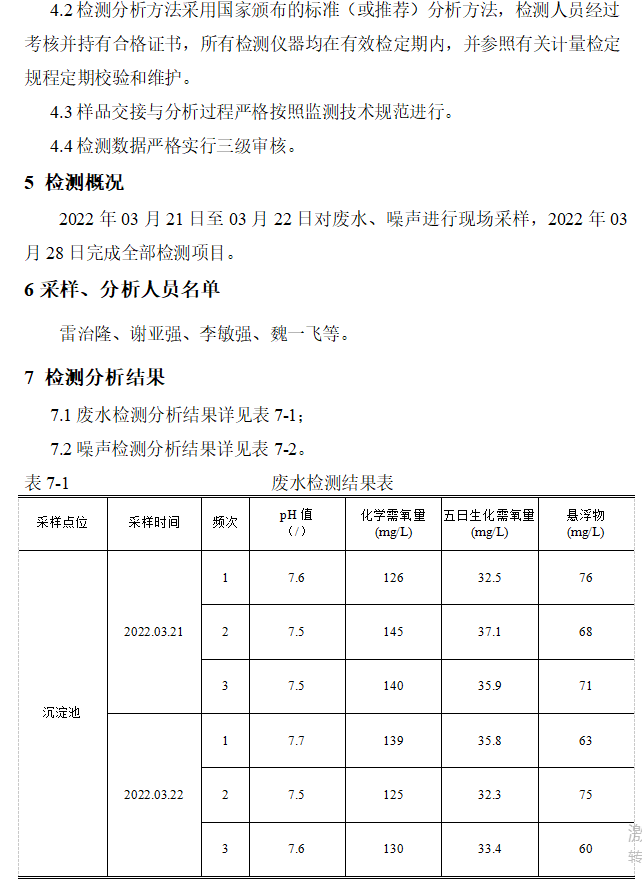 4.2 检测分析方法采用国家颁布的标准（或推荐）分析方法，检测人员经过
考核并持有合格证书，所有检测仪器均在有效检定期内，并参照有关计量检定
规程定期校验和维护。
4.3 样品交接与分析过程严格按照监测技术规范进行。
4.4 检测数据严格实行三级审核。
5 检测概况
2022 年 03 月 21 日至 03 月 22 日对废水、噪声进行现场采样，2022 年 03
月 28 日完成全部检测项目。
6 采样、分析人员名单
雷治隆、谢亚强、李敏强、魏一飞等。
7 检测分析结果
7.1 废水检测分析结果详见表 7-1；
7.2 噪声检测分析结果详见表 7-2。
表 7-1 废水检测结果表
采样点位 采样时间 频次 pH 值 化学需氧量 五日生化需氧量 悬浮物
（/） (mg/L) (mg/L) (mg/L)
1 7.6 126 32.5 76
2022.03.21 2 7.5 145 37.1 68
3 7.5 140 35.9 71
沉淀池
1 7.7 139 35.8 63
2022.03.22 2 7.5 125 32.3 75
3 7.6 130 33.4 60
激
转